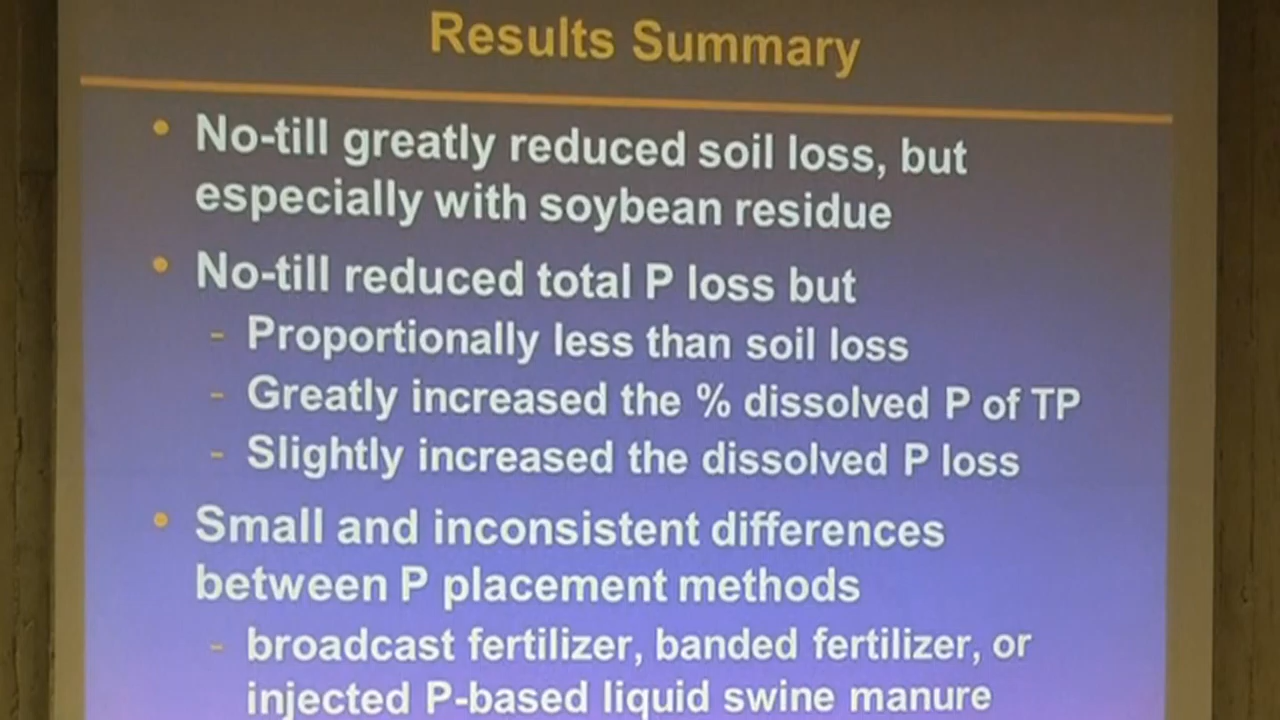 Results Summary
• No-till greatly reduced soil loss, but
especially with soybean residue
• No-till reduced total P loss but
- Proportionally less than soil loss
- Greatly increased the % dissolved P of TP
- Slightly increased the dissolved P loss
• Small and inconsistent differences
between P placement methods
- broadcast fertilizer, banded fertilizer, or
injected P-based liquid swine manure